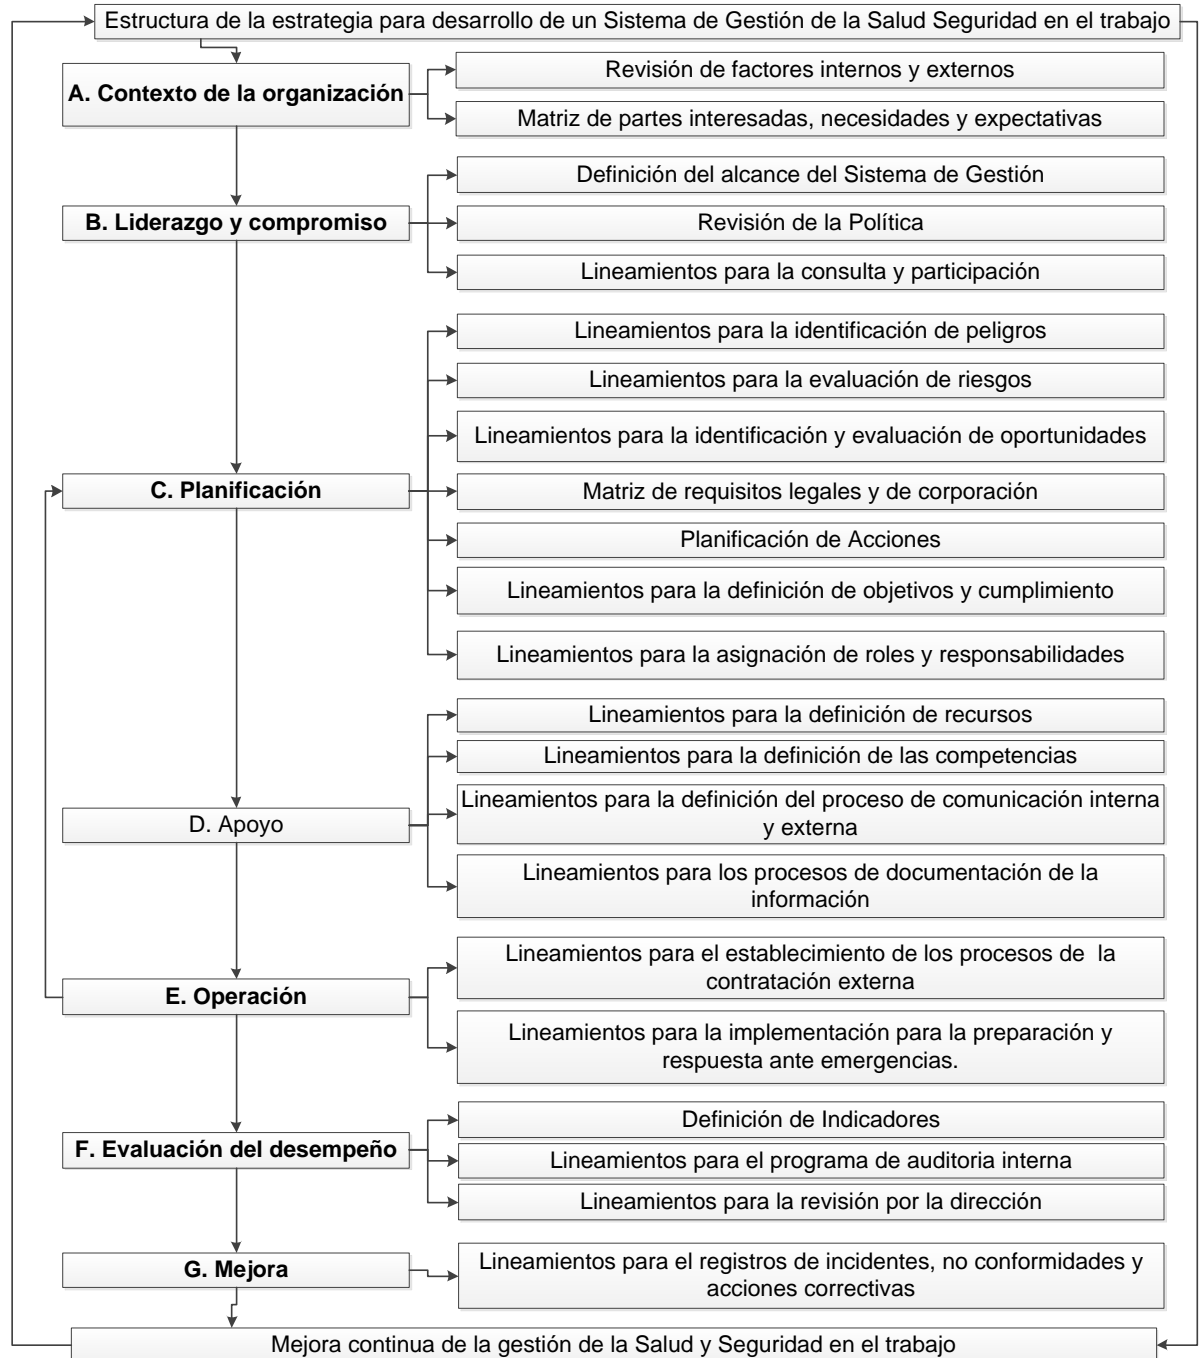 Estructura de la estrategia para desarrollo de un Sistema de Gestión de la Salud Seguridad en el trabajo
A. Contexto de la organización
Revisión de factores internos y externos
Matriz de partes interesadas, necesidades y expectativas
B. Liderazgo y compromiso
Definición del alcance del Sistema de Gestión
Revisión de la Política
Lineamientos para la consulta y participación
C. Planificación
Lineamientos para la identificación de peligros
Lineamientos para la evaluación de riesgos
Lineamientos para la identificación y evaluación de oportunidades
Matriz de requisitos legales y de corporación
Planificación de Acciones
Lineamientos para la definición de objetivos y cumplimiento
Lineamientos para la asignación de roles y responsabilidades
D. Apoyo
Lineamientos para la definición de recursos
Lineamientos para la definición de las competencias
Lineamientos para la definición del proceso de comunicación interna
y externa
Lineamientos para los procesos de documentación de la
información
E. Operación
Lineamientos para el establecimiento de los procesos de  la
contratación externa
Lineamientos para la implementación para la preparación y
respuesta ante emergencias.
F. Evaluación del desempeño
Definición de Indicadores
Lineamientos para el programa de auditoria interna
Lineamientos para la revisión por la dirección
G. Mejora
Lineamientos para el registros de incidentes, no conformidades y
acciones correctivas
Mejora continua de la gestión de la Salud y Seguridad en el trabajo